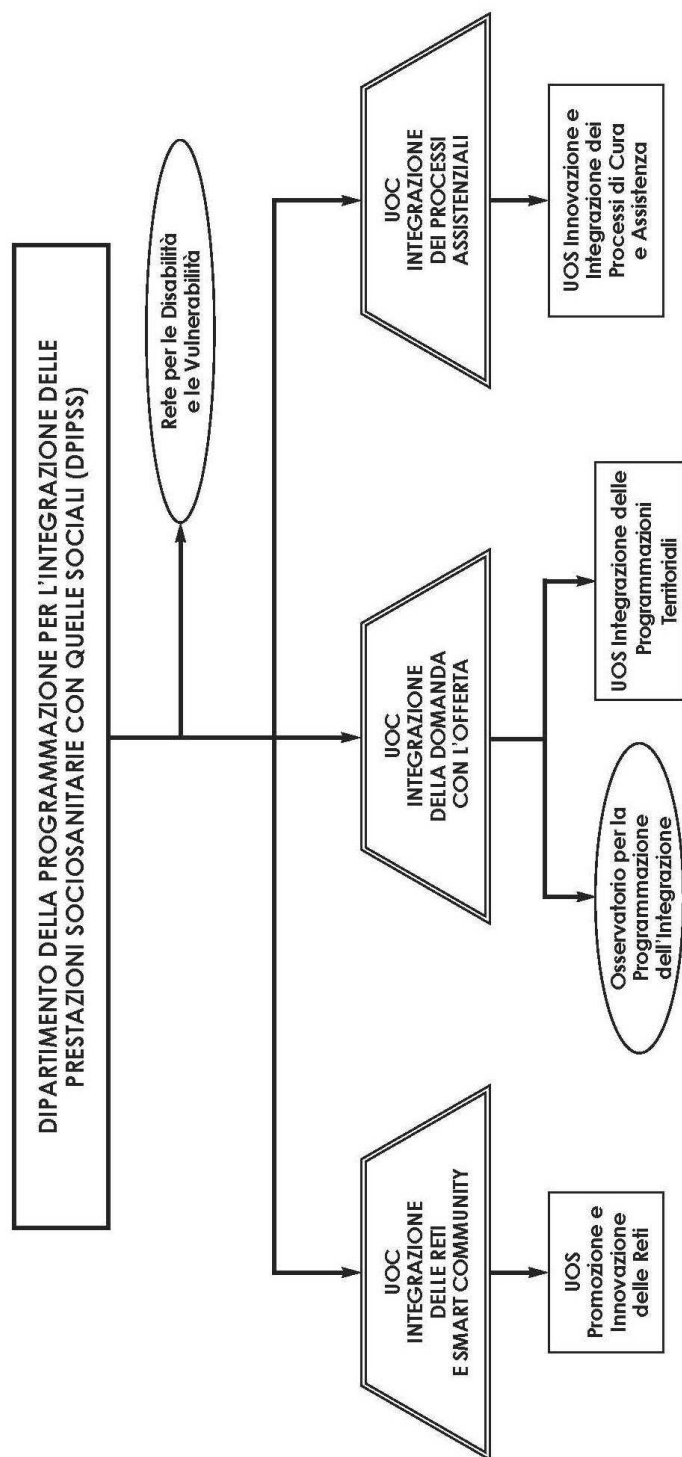 DIPARTIMENTO DELLA PROGRAMMAZIONE PER L'INTEGRAZIONE DELLE
PRESTAZIONI SOCIOSANITARIE CON QUELLE SOCIALI (DPIPSS)
Rete per le Disabilità
e le Vulnerabilità
UOC
INTEGRAZIONE
DELLE RETI
E SMART COMMUNITY
UOC
INTEGRAZIONE
DELLA DOMANDA
CON L'OFFERTA
UOC
INTEGRAZIONE
DEI PROCESSI
ASSISTENZIALI
UOS
Promozione e
Innovazione
delle Reti
Osservatorio per la
Programmazione
dell'Integrazione
UOS Integrazione delle
Programmazioni
Territoriali
UOS Innovazione e
Integrazione dei
Processi di Cura
e Assistenza